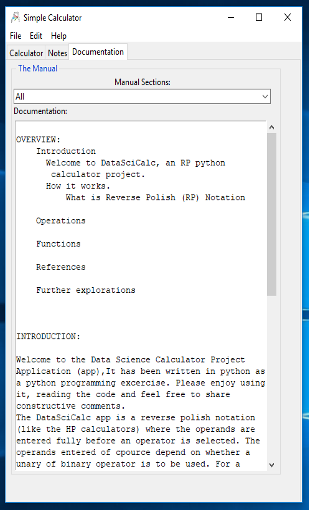 Simple Calculator
File Edit Help
Calculator Notes Documentation
The Manual
Manual Sections:
All
Documentation:
OVERVIEW:
Introduction
Welcome to DataSciCalc, an RP python
calculator project.
How it works.
What is Reverse Polish (RP) Notation
Operations
Functions
References
Further explorations
INTRODUCTION:
Welcome to the Data Science Calculator Project
Application (app),It has been written in python as
a python programming excercise. Please enjoy using
it, reading the code and feel free to share
constructive comments.
The DataSciCalc app is a reverse polish notation
(like the HP calculators) where the operands are
entered fully before an operator is selected. The
operands entered of cpource depend on whether a
unary of binary operator is to be used. For a